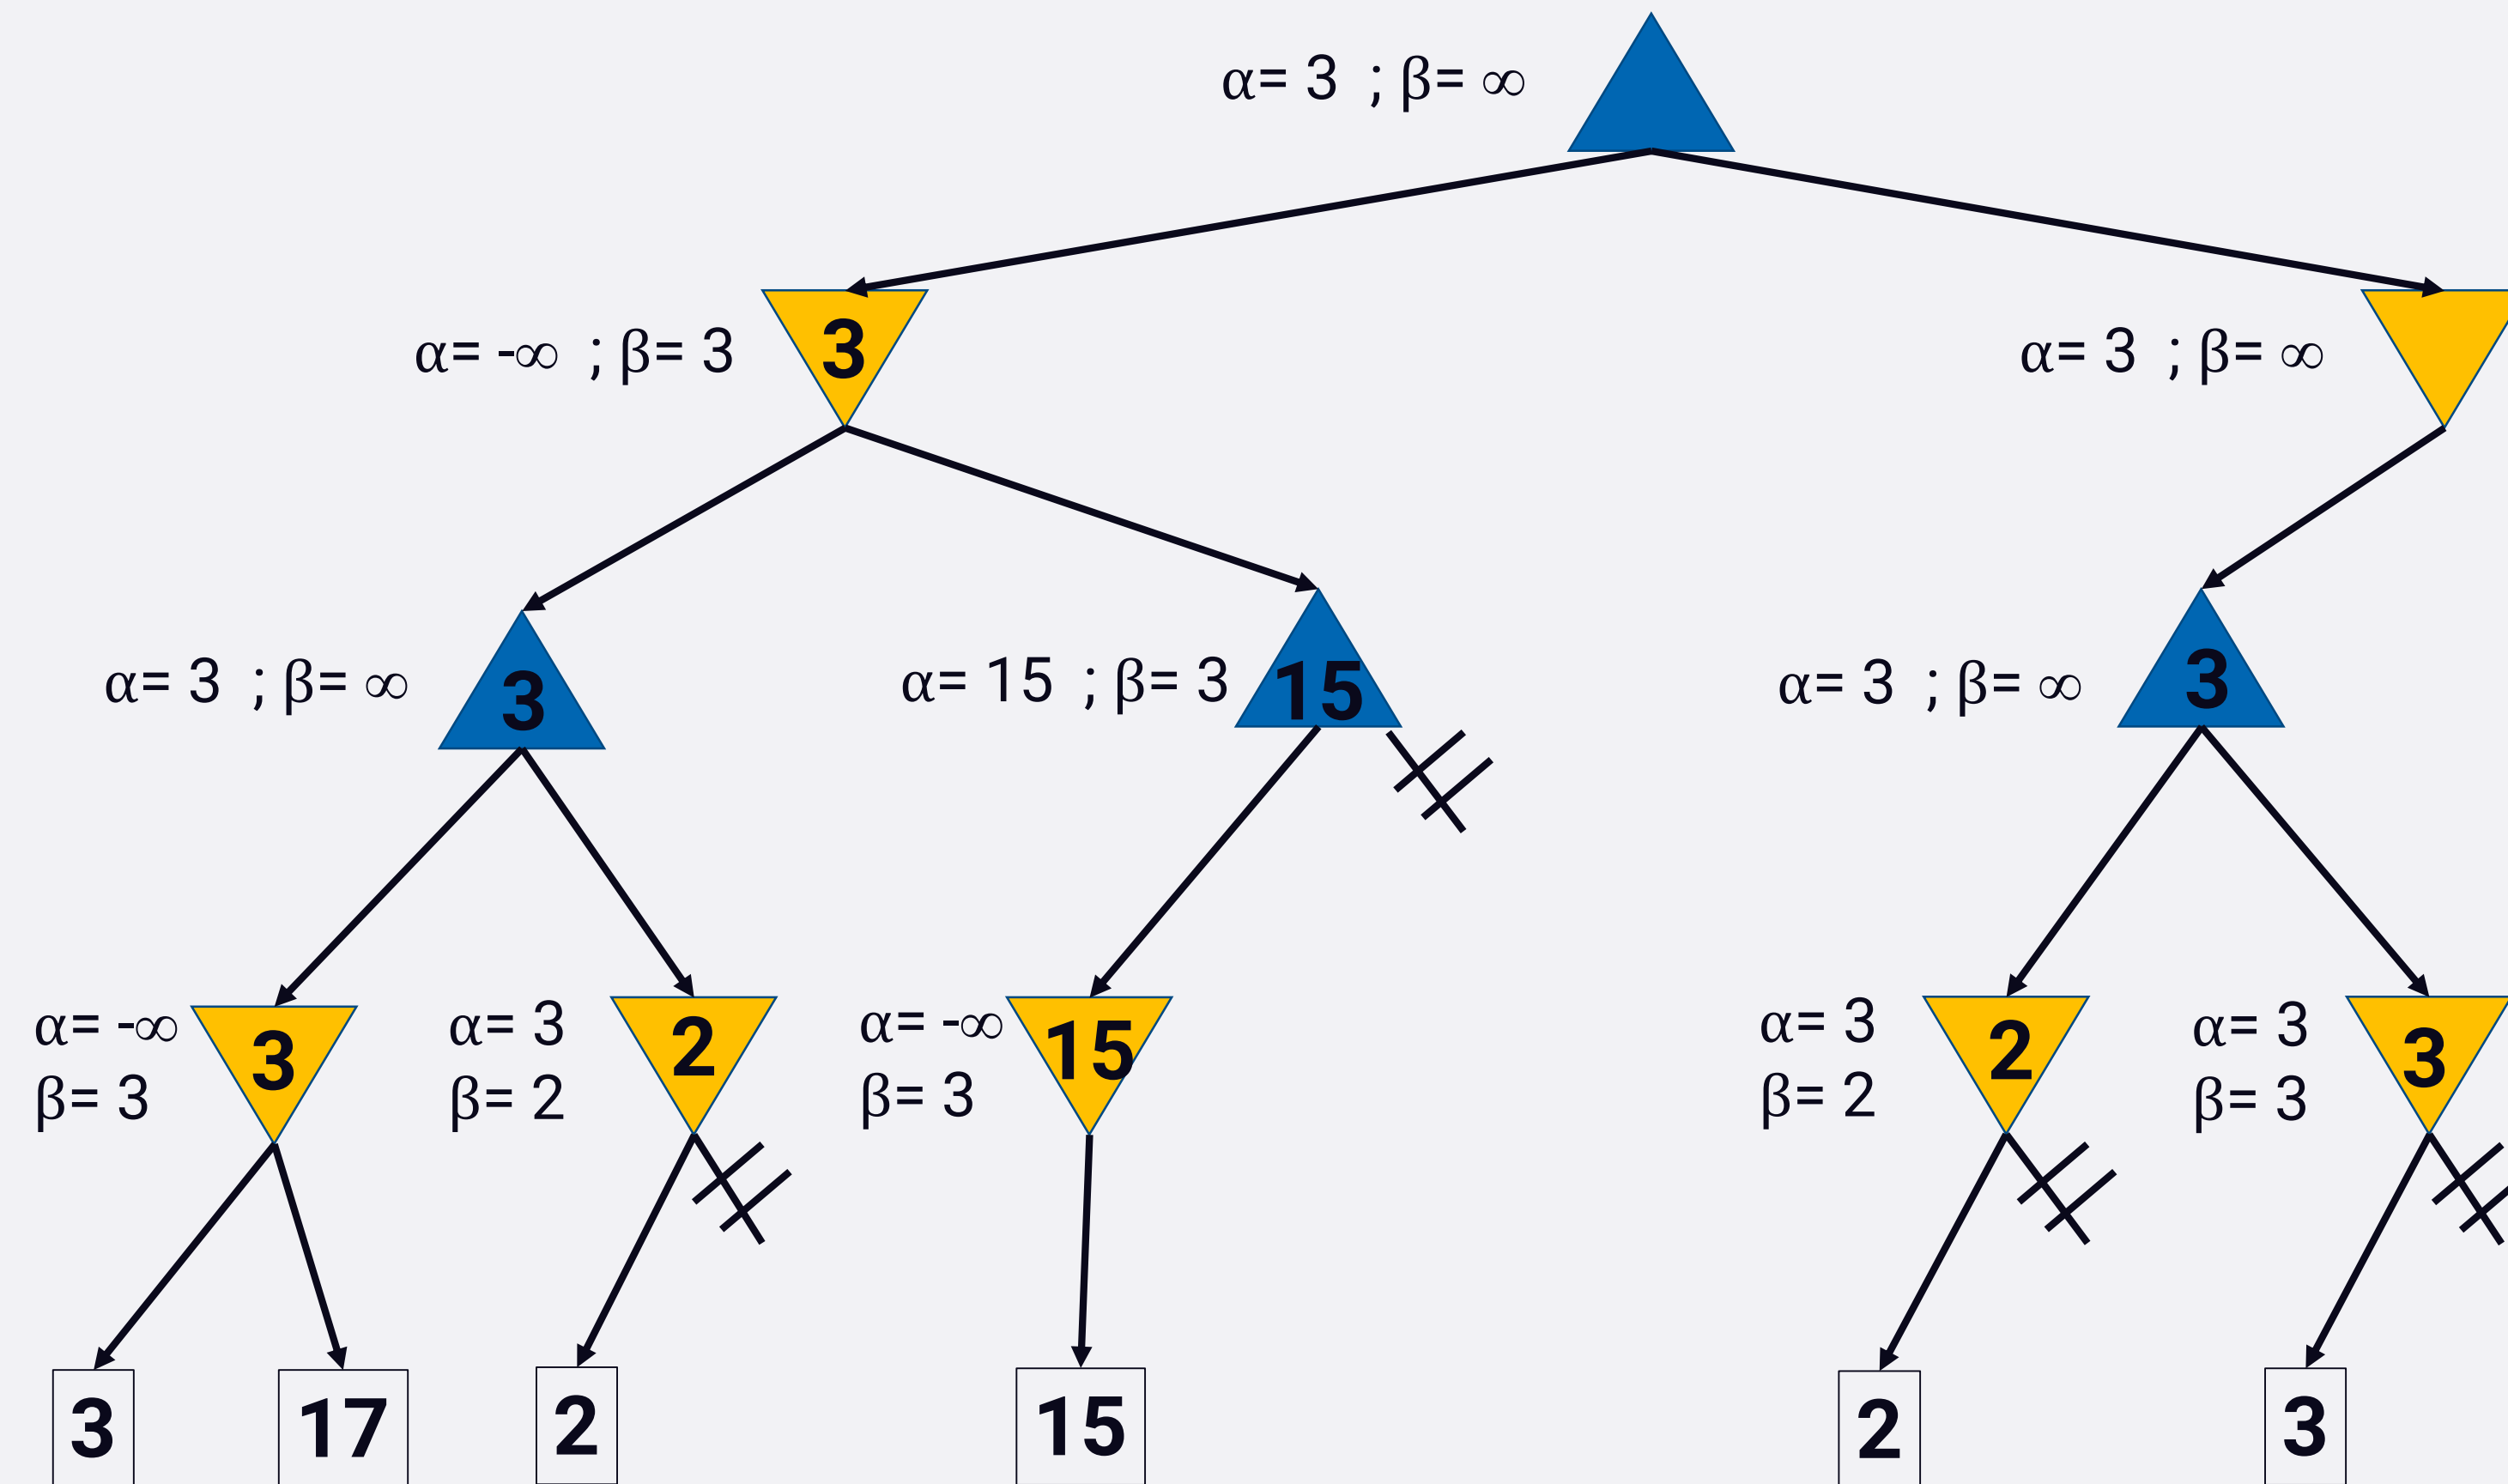 α= 3 ; β= ∞
α= -∞ ; β= 3
3
α= 3 ; β= ∞
α= 3 ; β= ∞
3
α= 15 ; β= 3
15
α= 3 ; β= ∞
3
α= -∞
β= 3
3
α= 3
β= 2
2
α= -∞
β= 3
15
α= 3
β= 2
2
α= 3
β= 3
3
3
17
2
15
2
3